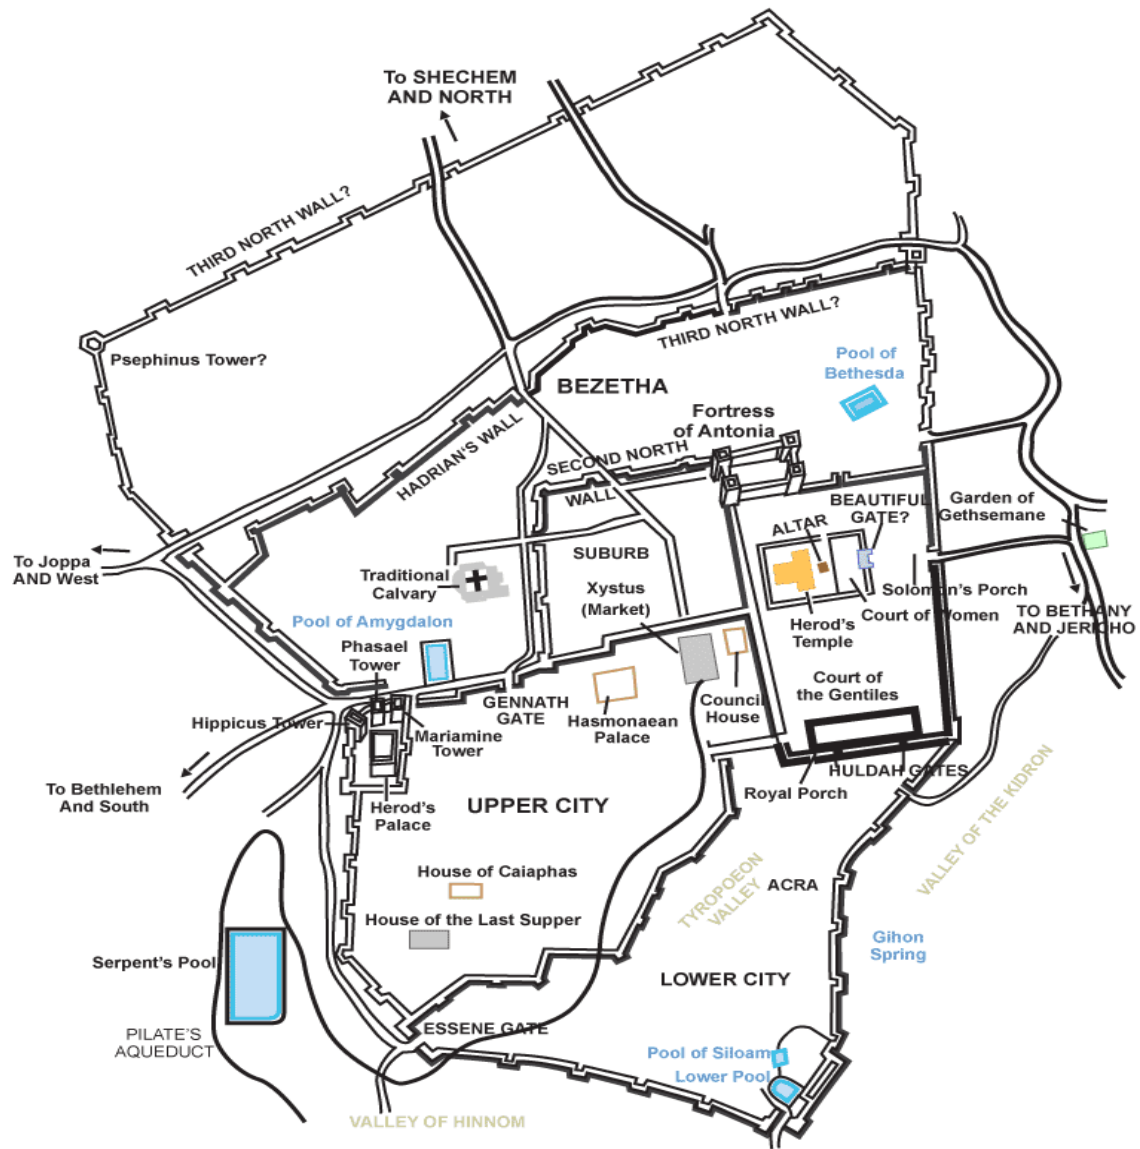 To SHECHEM
AND NORTH
THIRD NORTH WALL?
Psephinus Tower?
THIRD NORTH WALL?
Pool of
Bethesda
BEZETHA
Fortress
of Antonia
HADRIAN'S WALL
SECOND NORTH
WALL
BEAUTIFUL
GATE?
Garden of
Gethsemane
ALTAR
To Joppa
AND West
SUBURB
Traditional
Calvary
Xystus
(Market)
Solomon's Porch
Court of Women
TO BETHANY
AND JERICHO
Herod's
Temple
Pool of Amygdalon
Phasael
Tower
Court of
the Gentiles
GENNATH
GATE
Council
House
Hippicus Tower
Hasmonaean
Palace
Mariamine
Tower
HULDAH GATES
To Bethlehem
And South
Royal Porch
Herod's
Palace
UPPER CITY
VALLEY OF THE KIDRON
House of Caiaphas
TYROPOEON
VALLEY
ACRA
House of the Last Supper
Gihon
Spring
Serpent's Pool
LOWER CITY
PILATE'S
AQUEDUCT
ESSENE GATE
Pool of Siloam
Lower Pool
VALLEY OF HINNOM